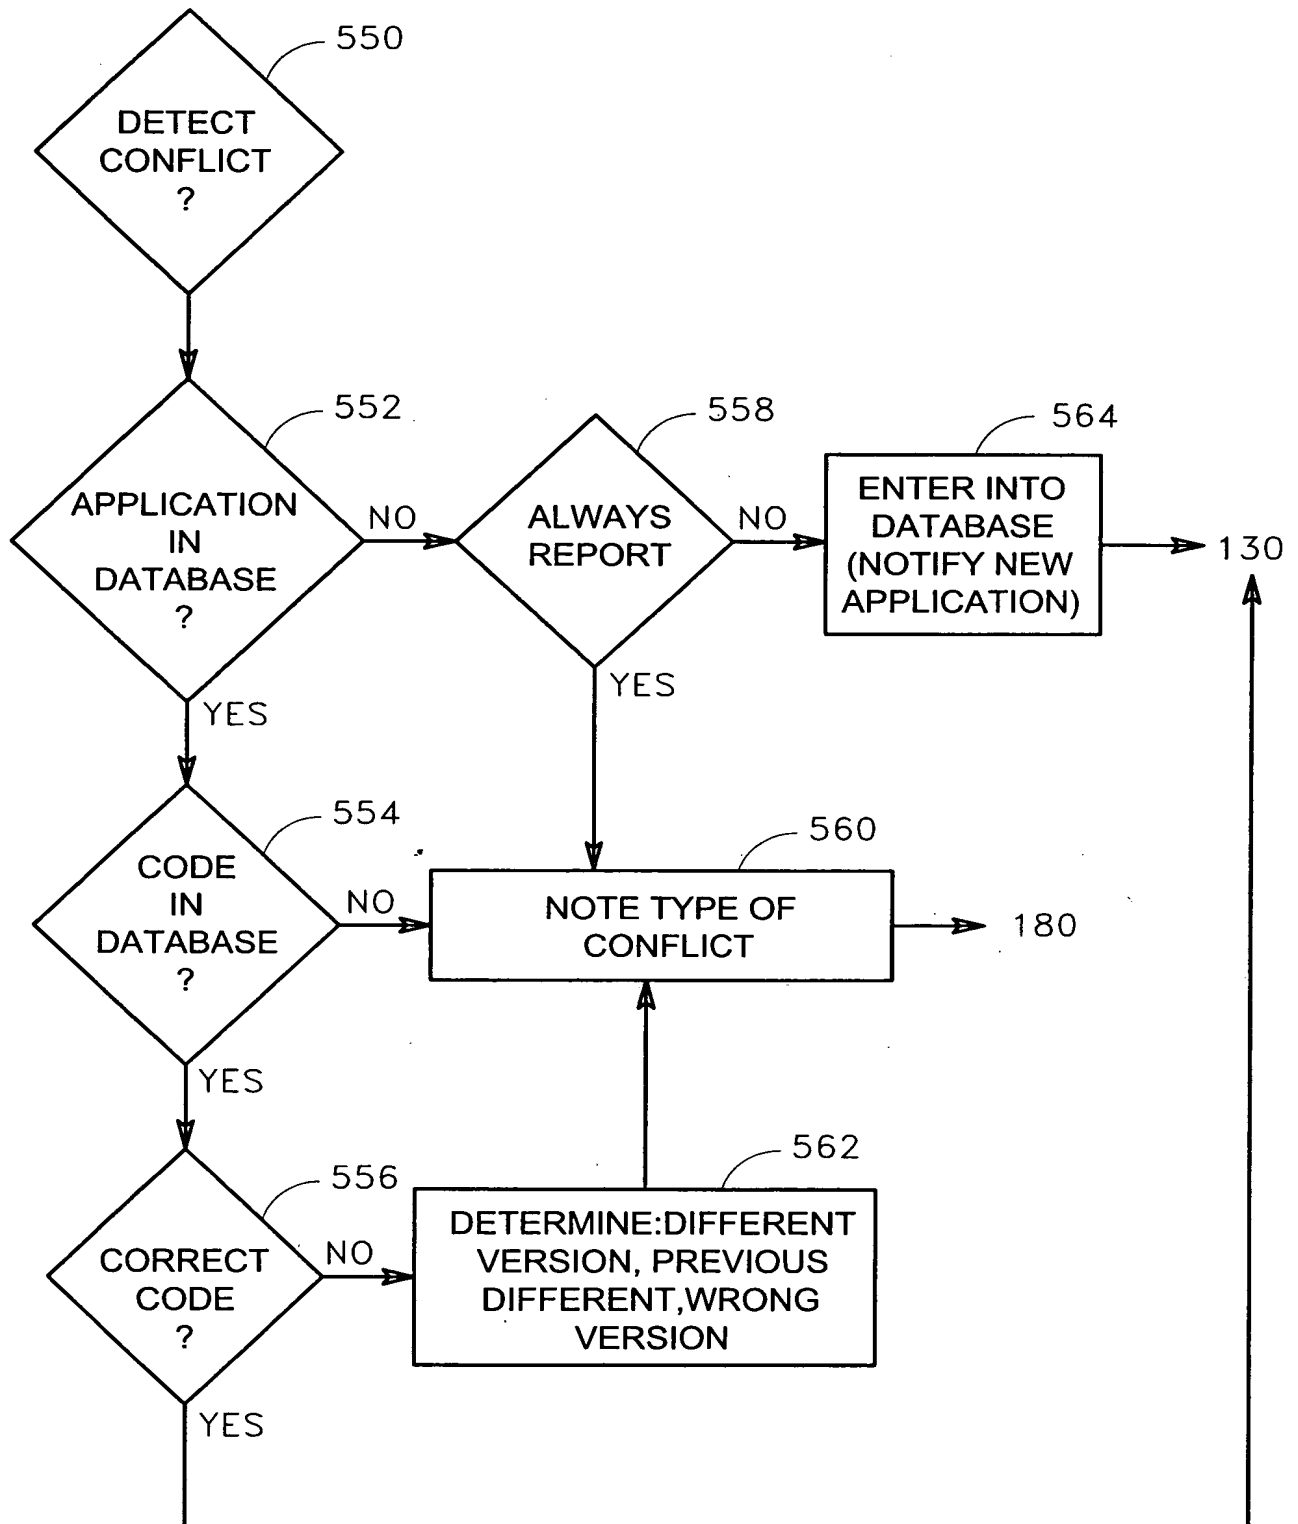 550
DETECT
CONFLICT
?
552
APPLICATION
IN
DATABASE
?
NO
YES
558
ALWAYS
REPORT
NO
YES
564
ENTER INTO
DATABASE
(NOTIFY NEW
APPLICATION)
130
554
CODE
IN
DATABASE
?
NO
YES
560
NOTE TYPE OF
CONFLICT
180
556
CORRECT
CODE
?
NO
YES
562
DETERMINE:DIFFERENT
VERSION, PREVIOUS
DIFFERENT,WRONG
VERSION